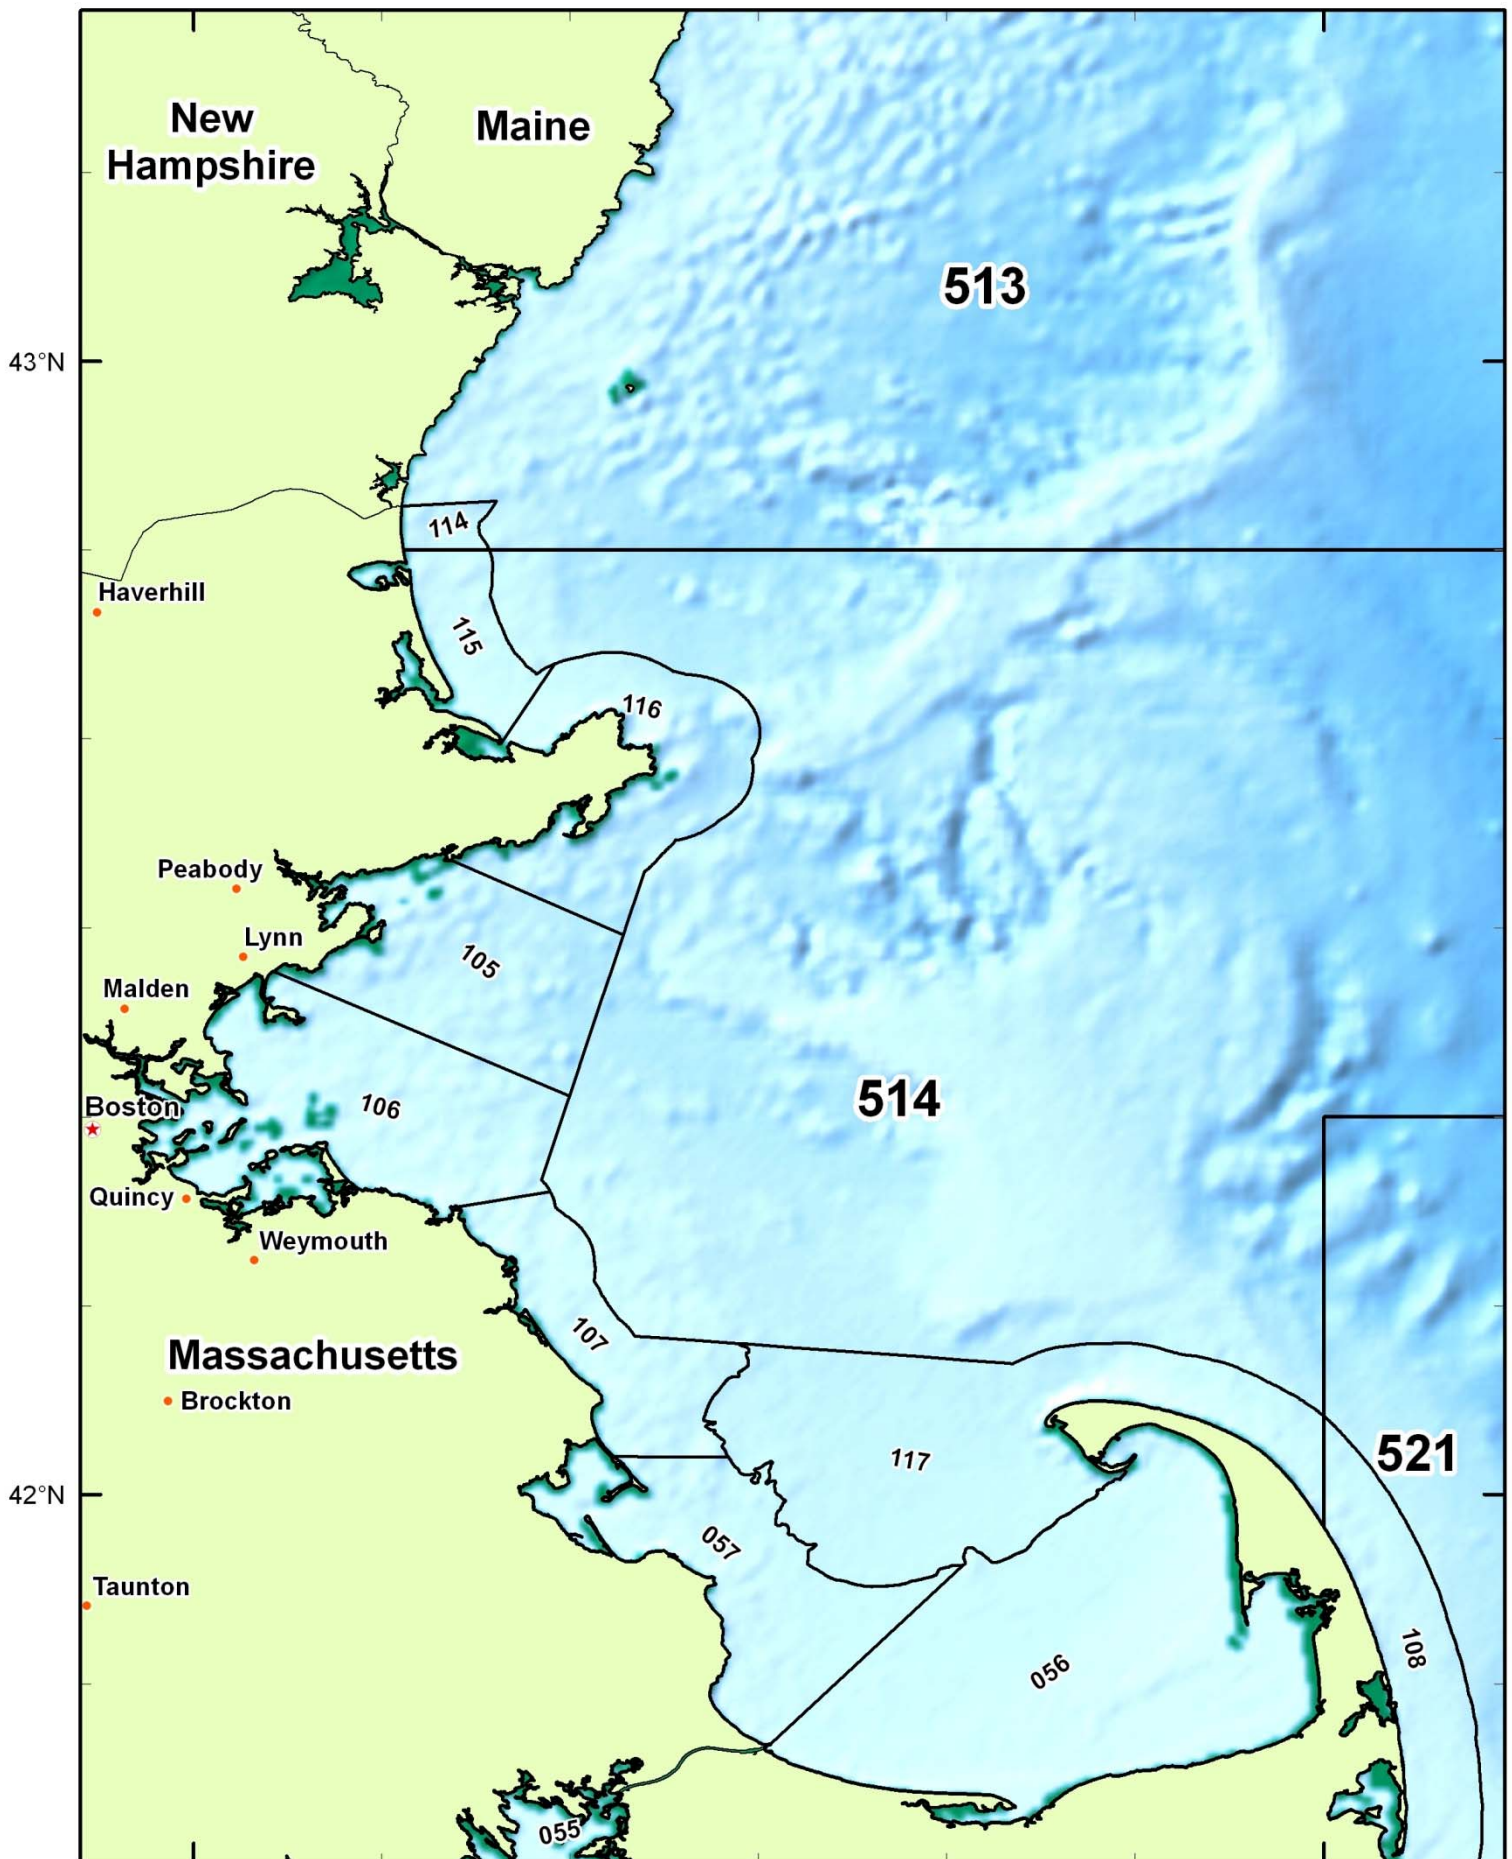 New
Hampshire
Maine
513
43°N
114
Haverhill
115
116
Peabody
Lynn
105
Malden
514
Boston
106
Quincy
Weymouth
107
Massachusetts
Brockton
521
117
42°N
057
Taunton
108
056
055